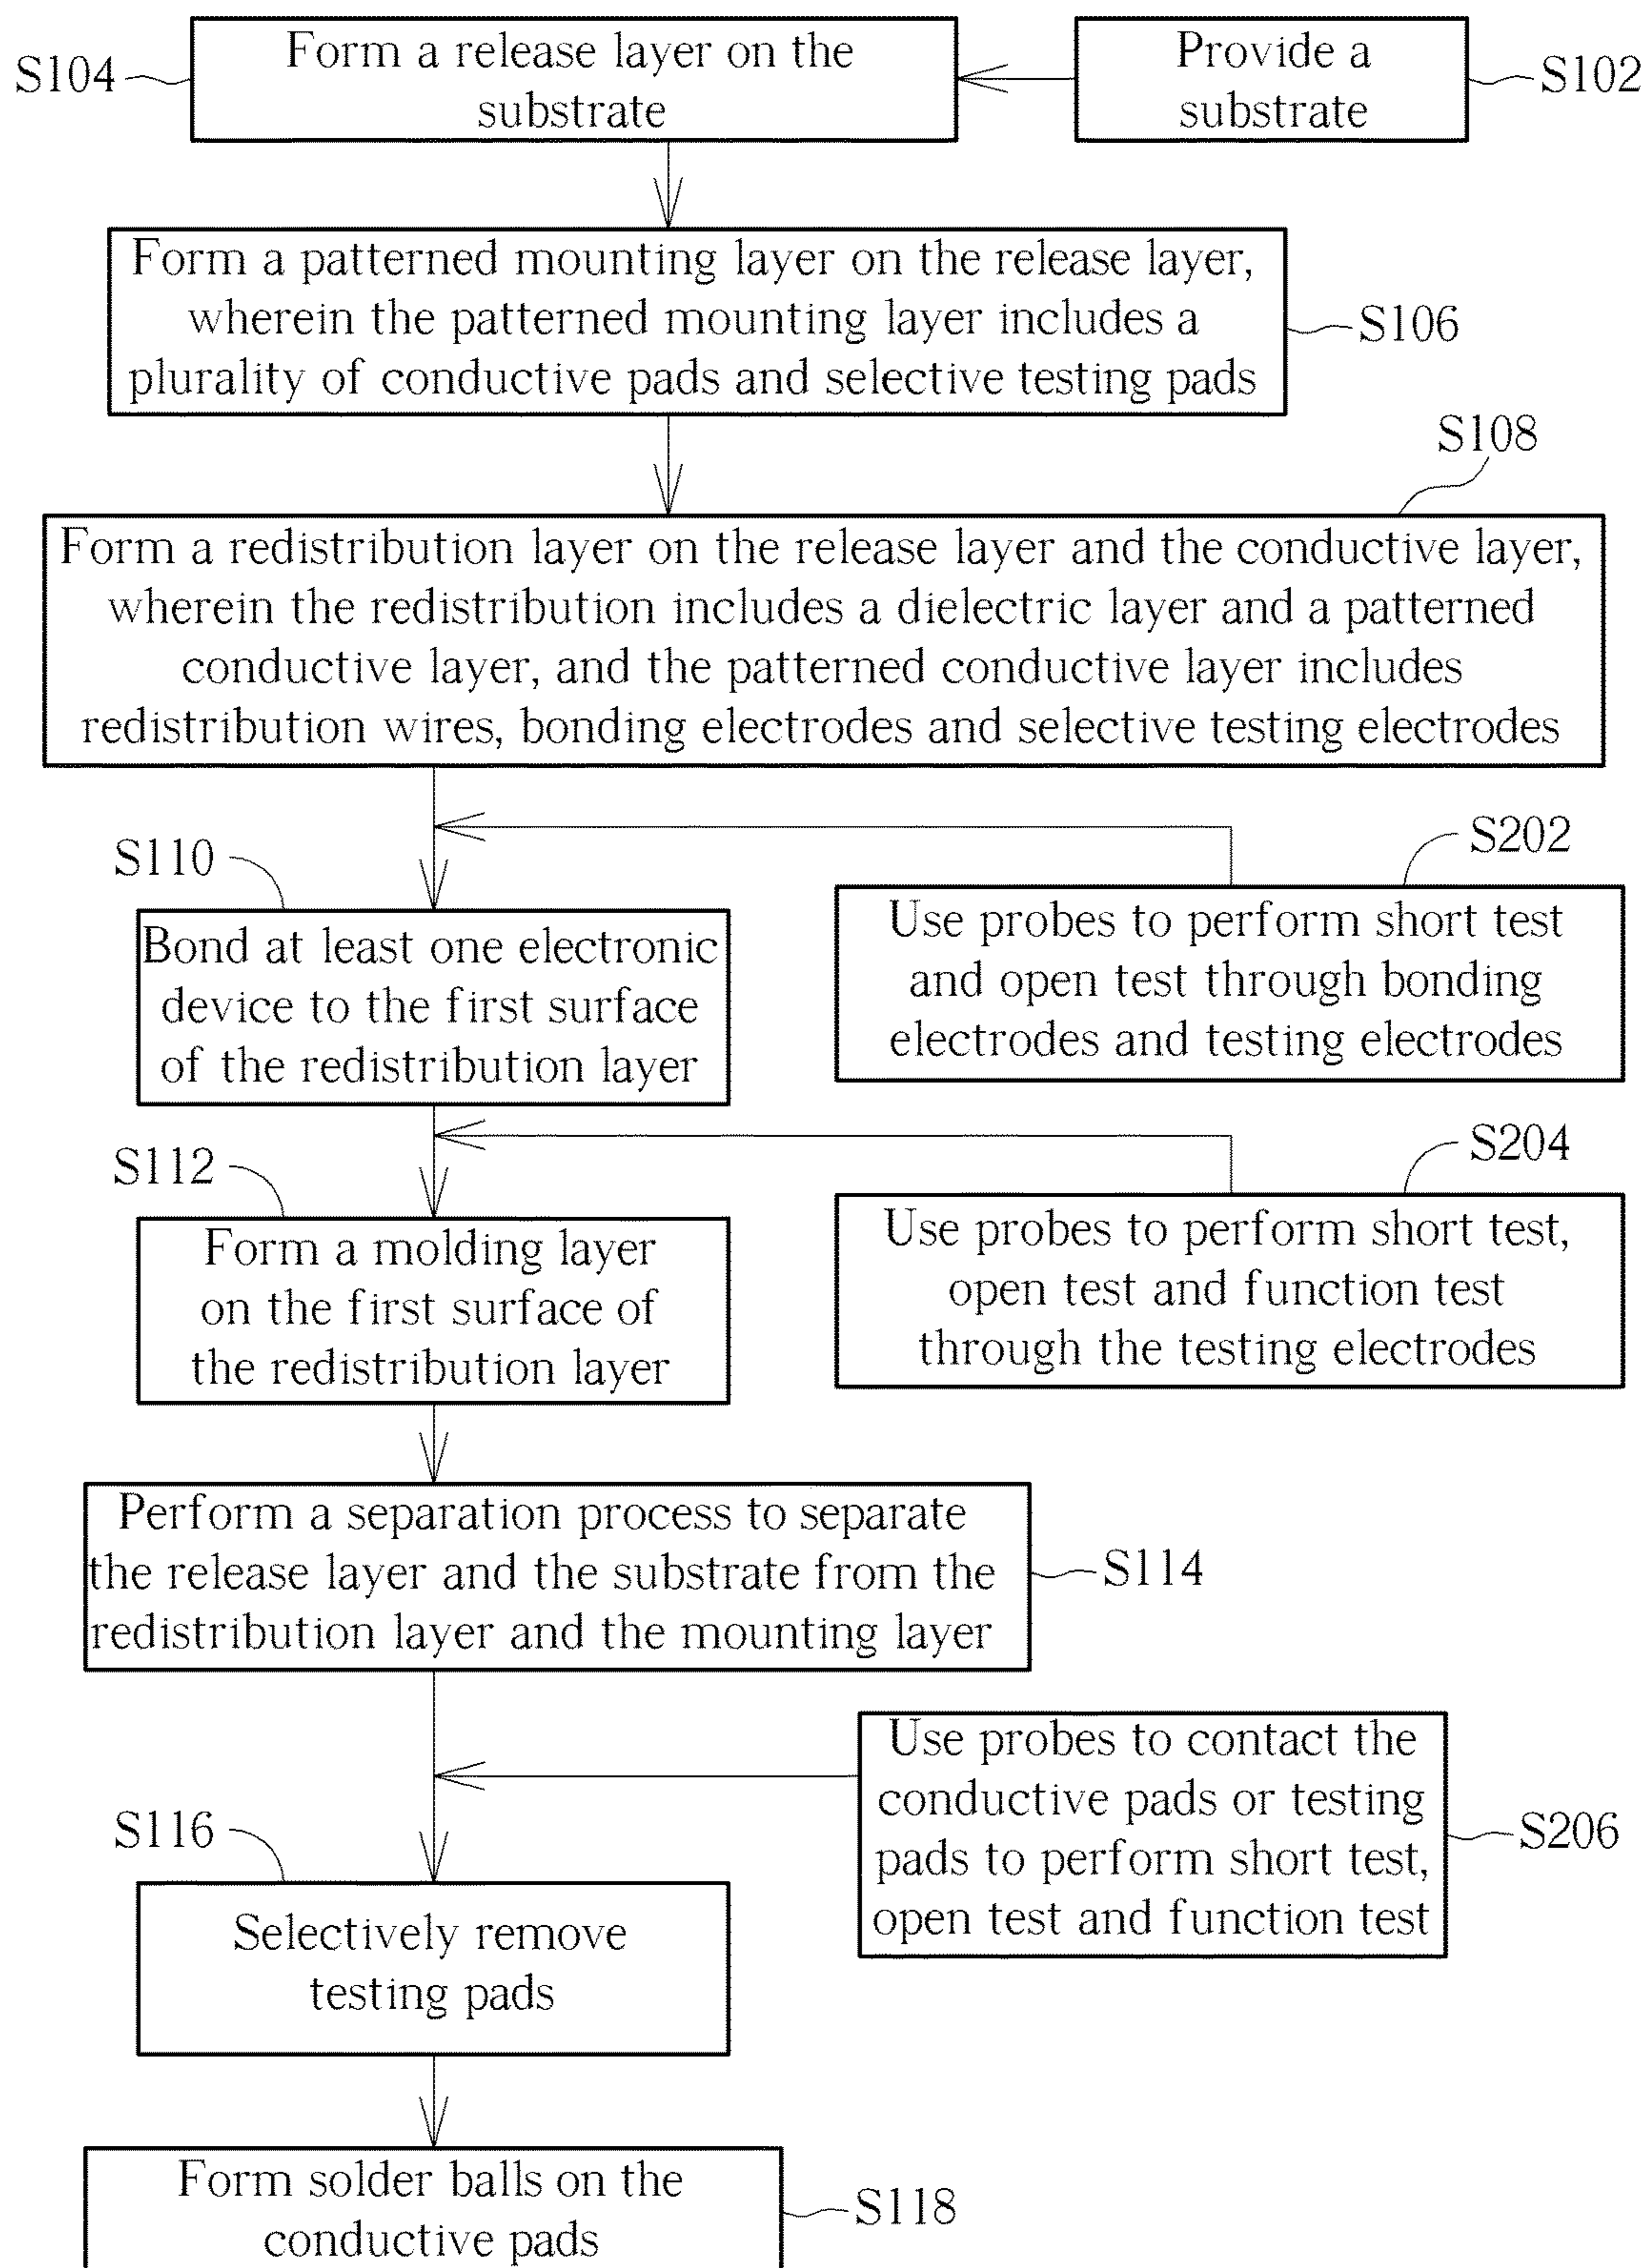 S104
Form a release layer on the
substrate
Provide a
substrate
S102
Form a patterned mounting layer on the release layer,
wherein the patterned mounting layer includes a
plurality of conductive pads and selective testing pads
S106
S108
Form a redistribution layer on the release layer and the conductive layer,
wherein the redistribution includes a dielectric layer and a patterned
conductive layer, and the patterned conductive layer includes
redistribution wires, bonding electrodes and selective testing electrodes
S110
Bond at least one electronic
device to the first surface
of the redistribution layer
S202
Use probes to perform short test
and open test through bonding
electrodes and testing electrodes
S112
Form a molding layer
on the first surface of
the redistribution layer
S204
Use probes to perform short test,
open test and function test
through the testing electrodes
Perform a separation process to separate
the release layer and the substrate from the
redistribution layer and the mounting layer
S114
Use probes to contact the
conductive pads or testing
pads to perform short test,
open test and function test
S206
S116
Selectively remove
testing pads
Form solder balls on the
conductive pads
S118